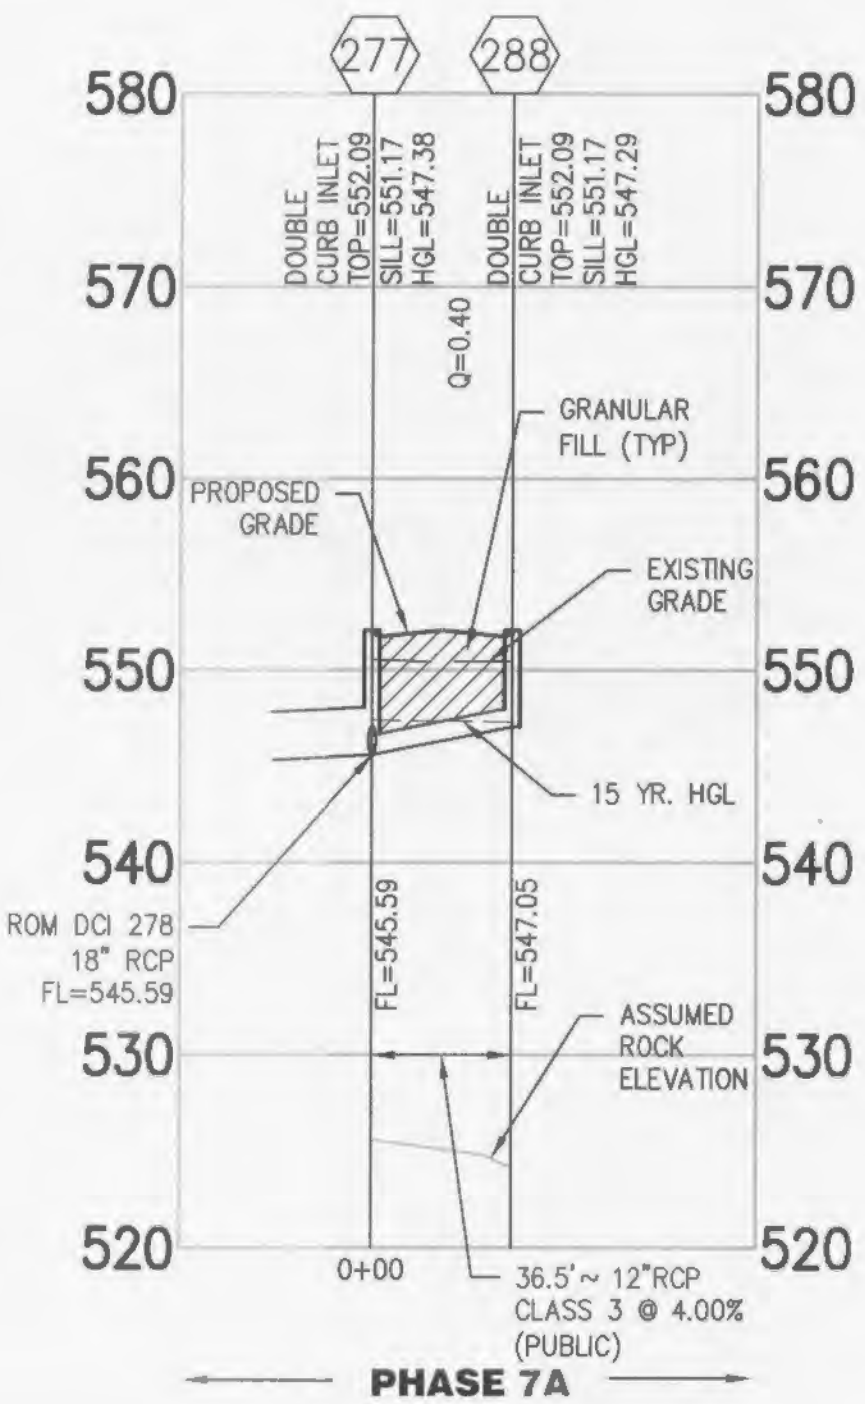 277
288
580
580
DOUBLE
CURB INLET
TOP=552.09
SILL=551.17
HGL=547.38
DOUBLE
CURB INLET
TOP=552.09
SILL=551.17
HGL=547.29
570
570
Q=0.40
GRANULAR
FILL (TYP)
560
560
PROPOSED
GRADE
EXISTING
GRADE
550
550
15 YR. HGL
540
540
FL=545.59
FL=547.05
ROM DCI 278
18" RCP
FL=545.59
ASSUMED
ROCK
ELEVATION
530
530
520
520
0+00
36.5'~ 12"RCP
CLASS 3 @ 4.00%
(PUBLIC)
PHASE 7A